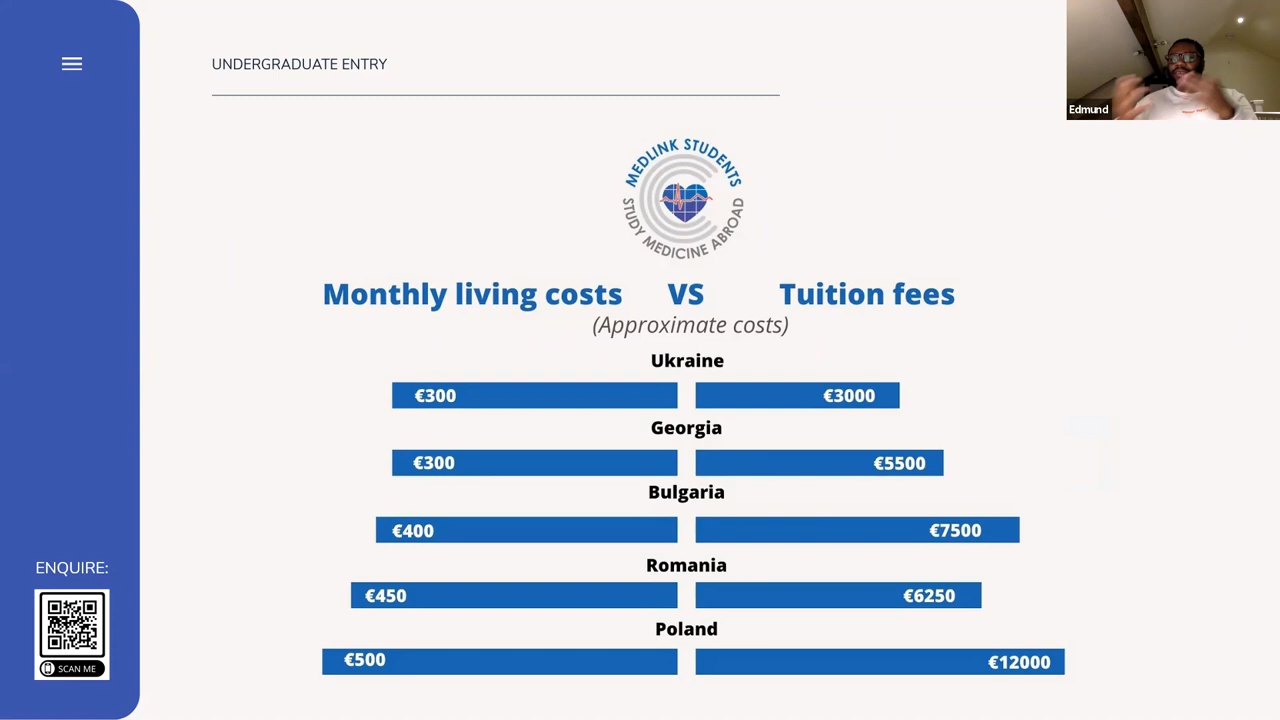 UNDERGRADUATE ENTRY
Edmund
MEDLINK STUDENTS
STUDY MEDICINE ABROAD
Monthly living costs VS Tuition fees
(Approximate costs)
Ukraine
€300 €3000
Georgia
€300 €5500
Bulgaria
€400 €7500
Romania
€450 €6250
Poland
€500 €12000
ENQUIRE:
SCAN ME